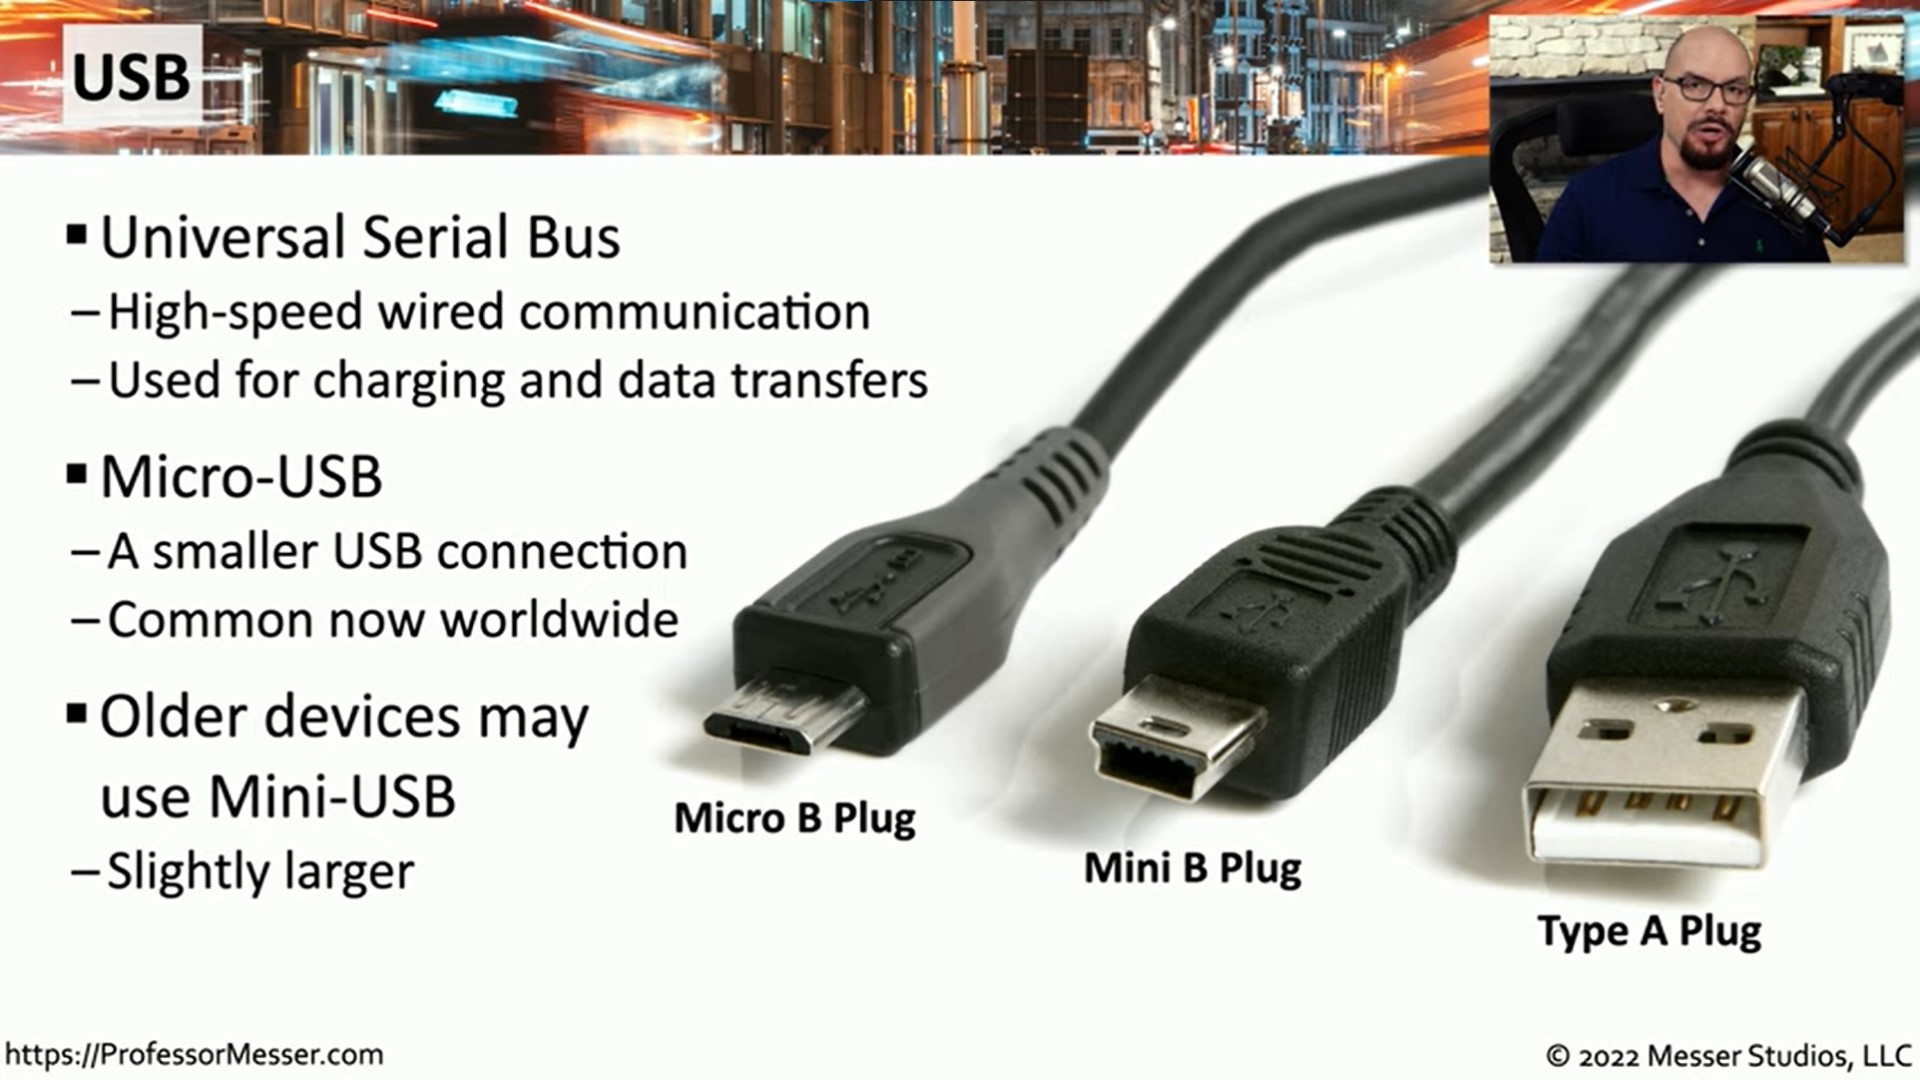 USB
▪ Universal Serial Bus
– High-speed wired communication
– Used for charging and data transfers
▪ Micro-USB
– A smaller USB connection
– Common now worldwide
▪ Older devices may
use Mini-USB
– Slightly larger
Micro B Plug
Mini B Plug
Type A Plug
https://ProfessorMesser.com
© 2022 Messer Studios, LLC